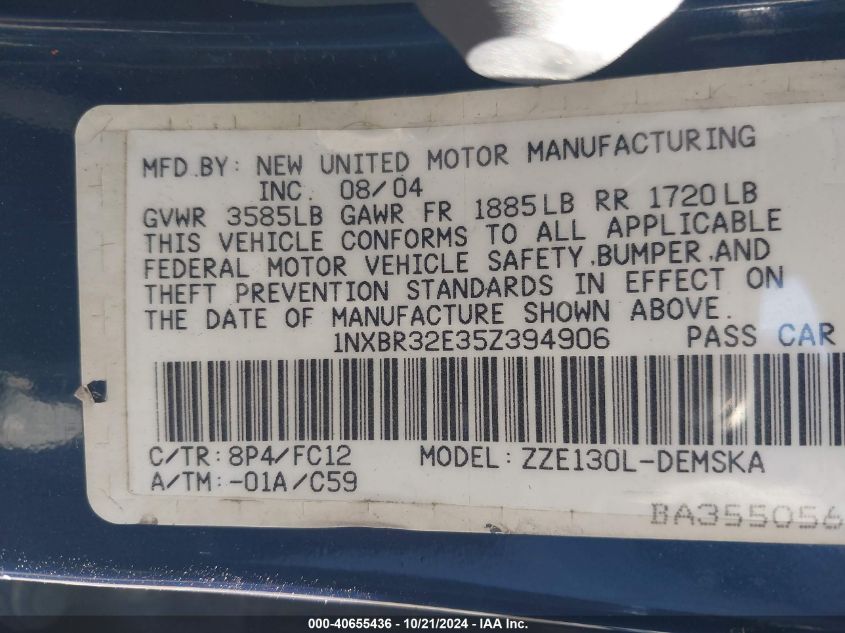 MFD.BY: NEW UNITED MOTOR MANUFACTURING
INC. 08/04
GVWR 3585LB GAWR FR 1885LB RR 1720LB
THIS VEHICLE CONFORMS TO ALL APPLICABLE
FEDERAL MOTOR VEHICLE SAFETY,BUMPER,AND
THEFT PREVENTION STANDARDS IN EFFECT ON
THE DATE OF MANUFACTURE SHOWN ABOVE.
1NXBR32E35Z394906 PASS CAR
C/TR: 8P4/FC12 MODEL: ZZE130L-DEMSKA
A/TM:-01A/C59
BA355056
000-40655436 - 10/21/2024 - IAA Inc.